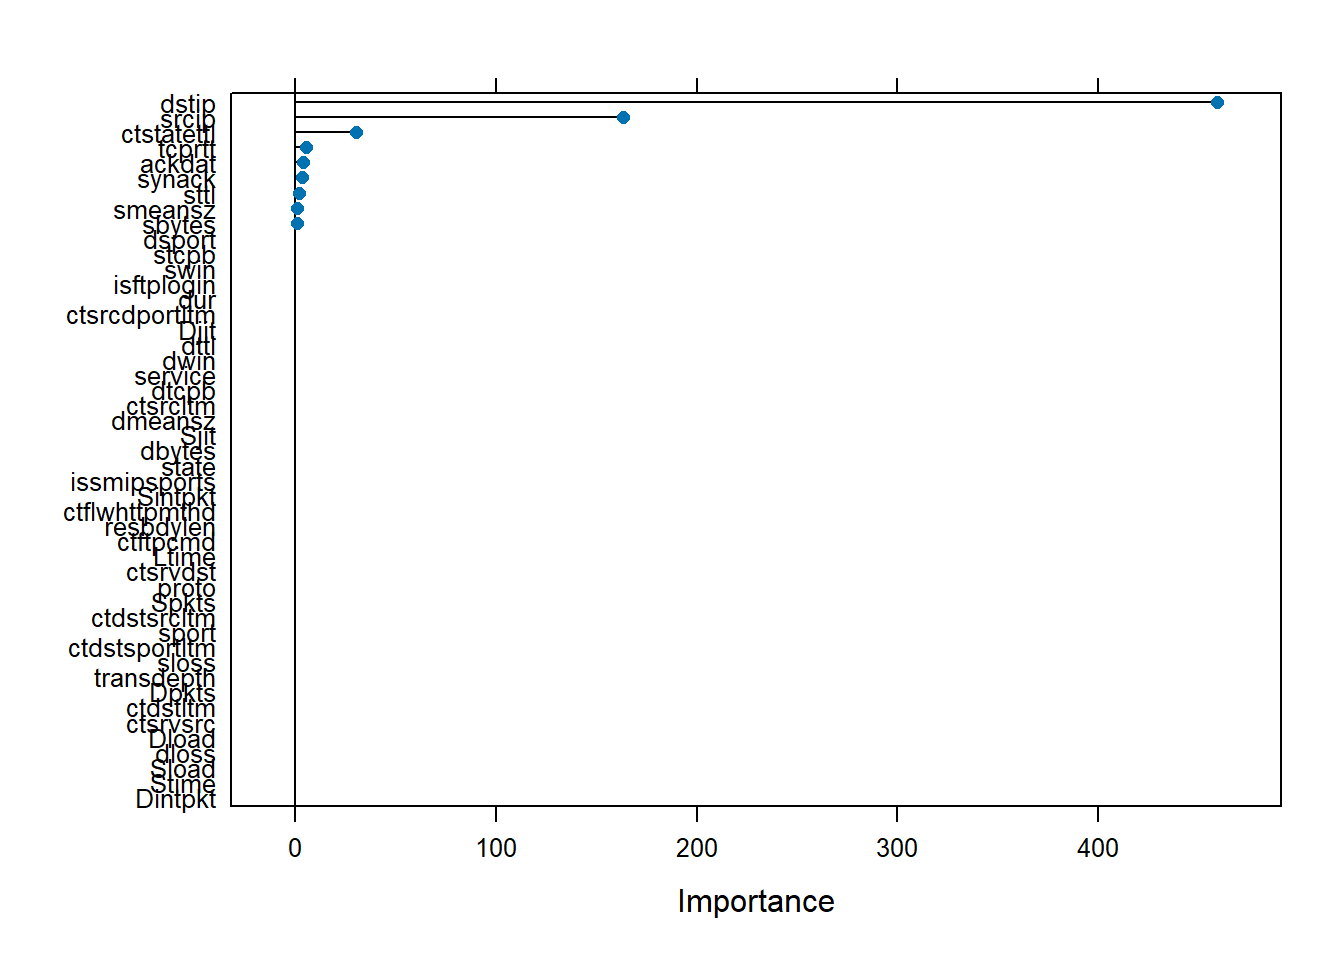 dstip
srcip
ctstatettl
tcprtt
ackdat
synack
sttl
smeansz
sbytes
dsport
stcpb
swin
isftplogin
dur
ctsrcdportltm
Djit
dttl
dwin
service
dtcpb
ctsrcltm
dmeansz
Sjit
dbytes
state
issmipsports
Sintpkt
ctflwhttpmthd
resbdylen
ctftpcmd
Ltime
ctsrvdst
proto
Spkts
ctdstsrcltm
sport
ctdstsportltm
sloss
transdepth
Dpkts
ctdstltm
ctsrvsrc
Dload
dloss
Sload
Stime
Dintpkt
0 100 200 300 400
Importance